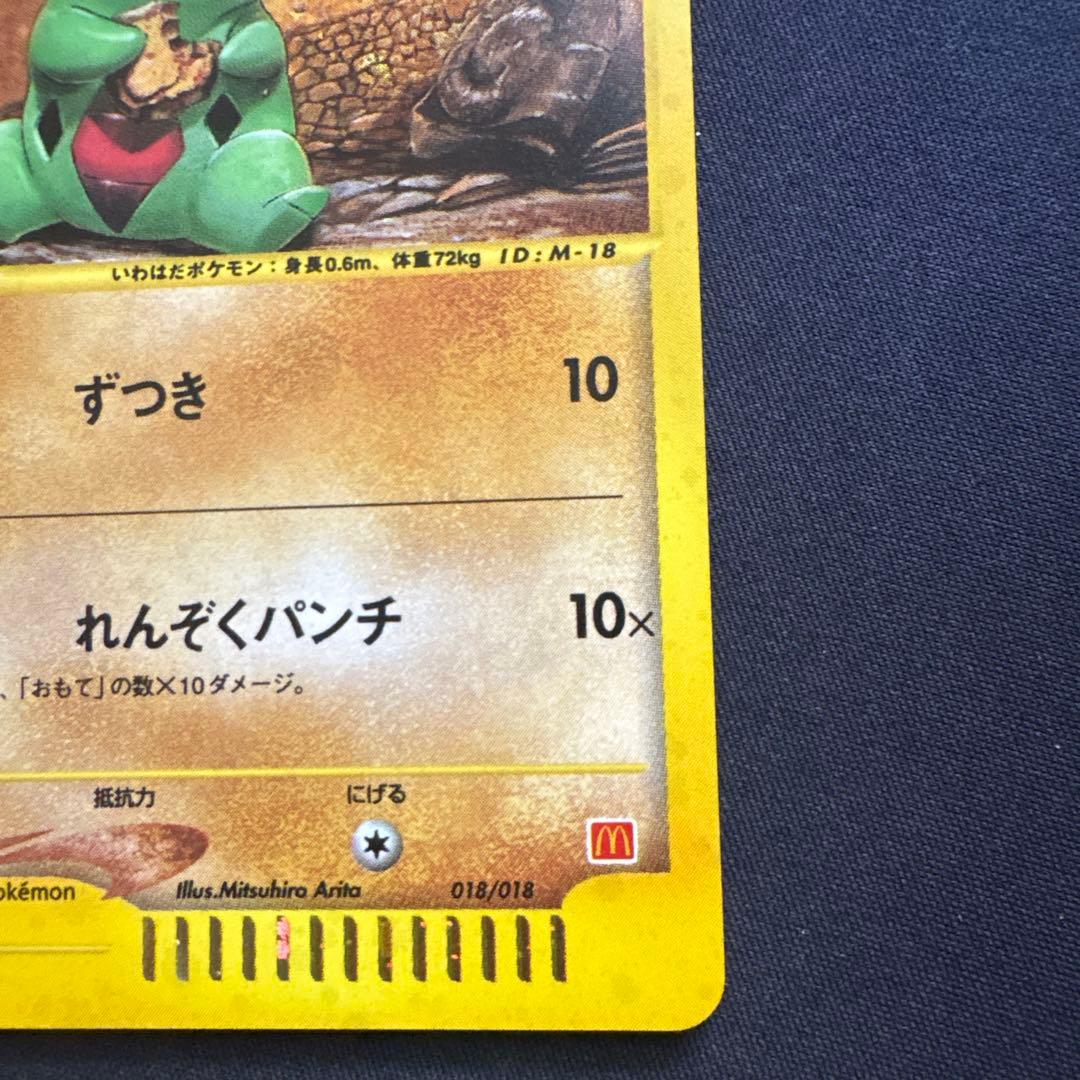 いわはだポケモン：身長0.6m、体重72kg ID:M-18
ずつき 10
れんぞくパンチ 10×
、「おもて」の数×10ダメージ。
抵抗力 にげる
okémon Illus.Mitsuhiro Arita 018/018